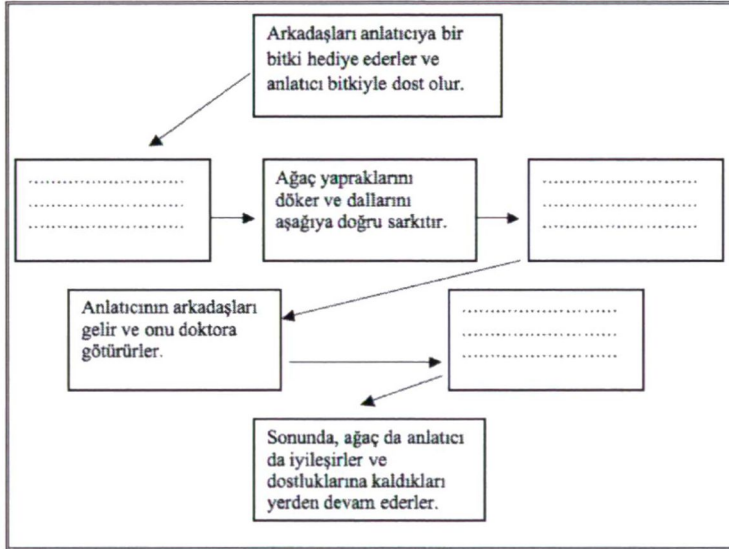 Arkadaşları anlatıcıya bir
bitki hediye ederler ve
anlatıcı bitkiyle dost olur.
................................
................................
................................
Ağaç yapraklarını
döker ve dallarını
aşağıya doğru sarkıtır.
................................
................................
................................
Anlatıcının arkadaşları
gelir ve onu doktora
götürürler.
................................
................................
................................
Sonunda, ağaç da anlatıcı
da iyileşirler ve
dostluklarına kaldıkları
yerden devam ederler.